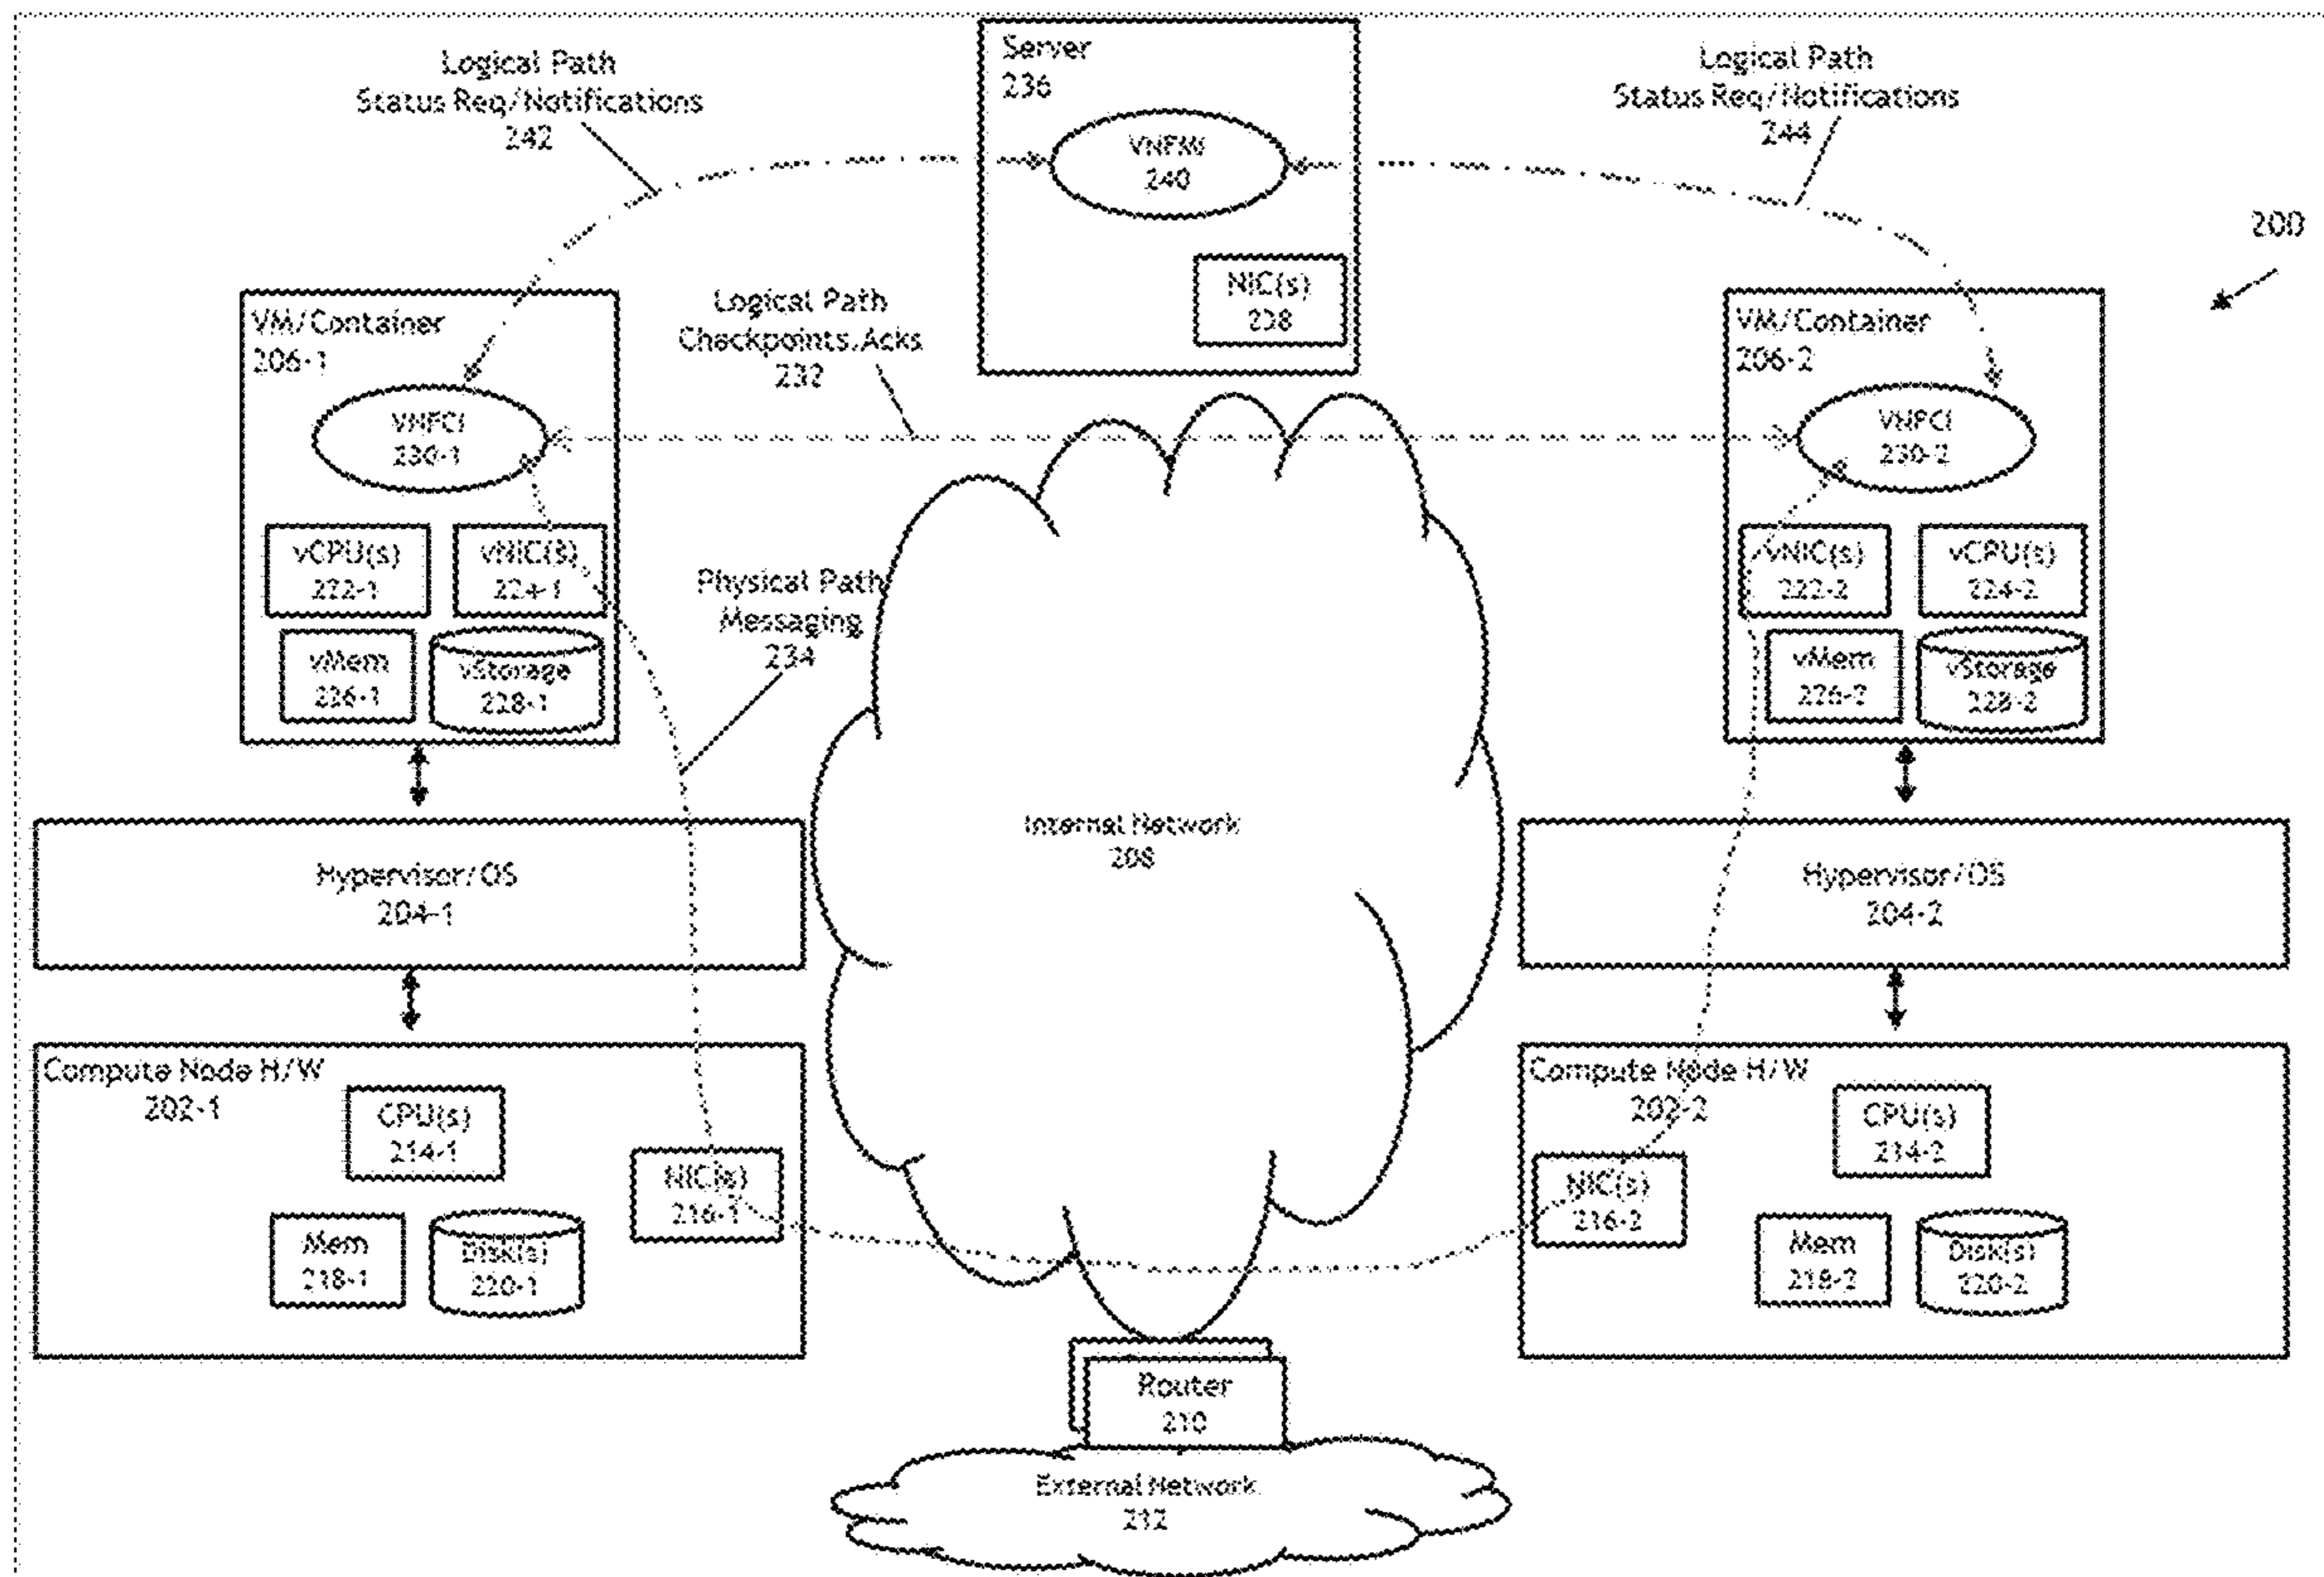 Logical Path
Status Req/Notifications
242
Server
236
VNFM
240
NIC(s)
238
Logical Path
Status Req/Notifications
244
200
VM/Container
206-1
VNFCI
230-1
vCPU(s)
222-1
vNIC(s)
224-1
vMem
226-1
vStorage
228-1
Logical Path
Checkpoints,Acks
232
Physical Path
Messaging
234
VM/Container
206-2
VNFCI
230-2
vNIC(s)
222-2
vCPU(s)
224-2
vMem
226-2
vStorage
228-2
Internal Network
208
Hypervisor/OS
204-1
Hypervisor/OS
204-2
Compute Node H/W
202-1
CPU(s)
214-1
NIC(s)
216-1
Mem
218-1
Disk(s)
220-1
Compute Node H/W
202-2
CPU(s)
214-2
NIC(s)
216-2
Mem
218-2
Disk(s)
220-2
Router
210
External Network
212